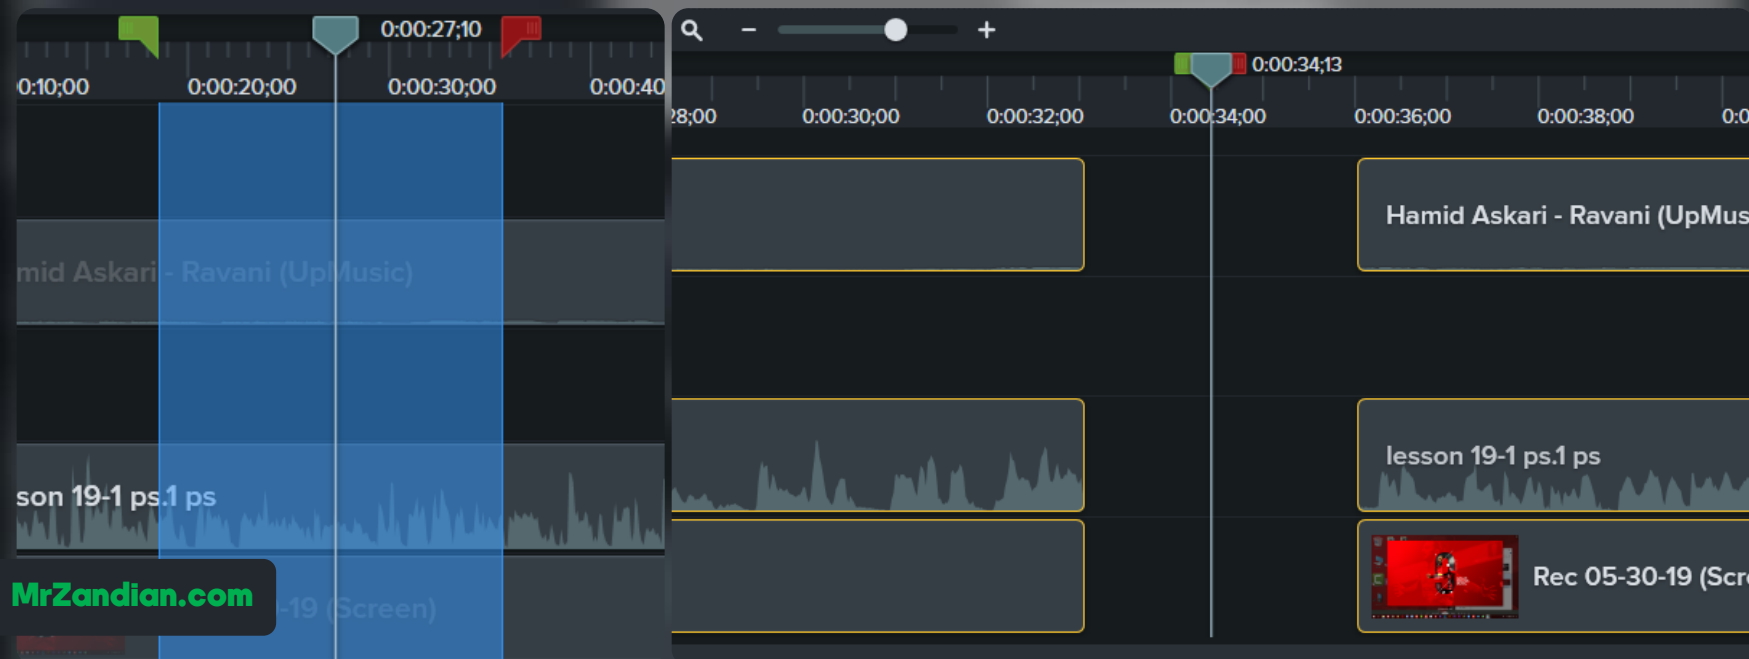 0:00:27;10
0:10;00 0:00:20;00 0:00:30;00 0:00:40
mid Askari - Ravani (UpMusic)
son 19-1 ps.1 ps
-19 (Screen)
MrZandian.com
0:00:34;13
28;00 0:00:30;00 0:00:32;00 0:00:34;00 0:00:36;00 0:00:38;00 0:0
Hamid Askari - Ravani (UpMus
lesson 19-1 ps.1 ps
Rec 05-30-19 (Scr